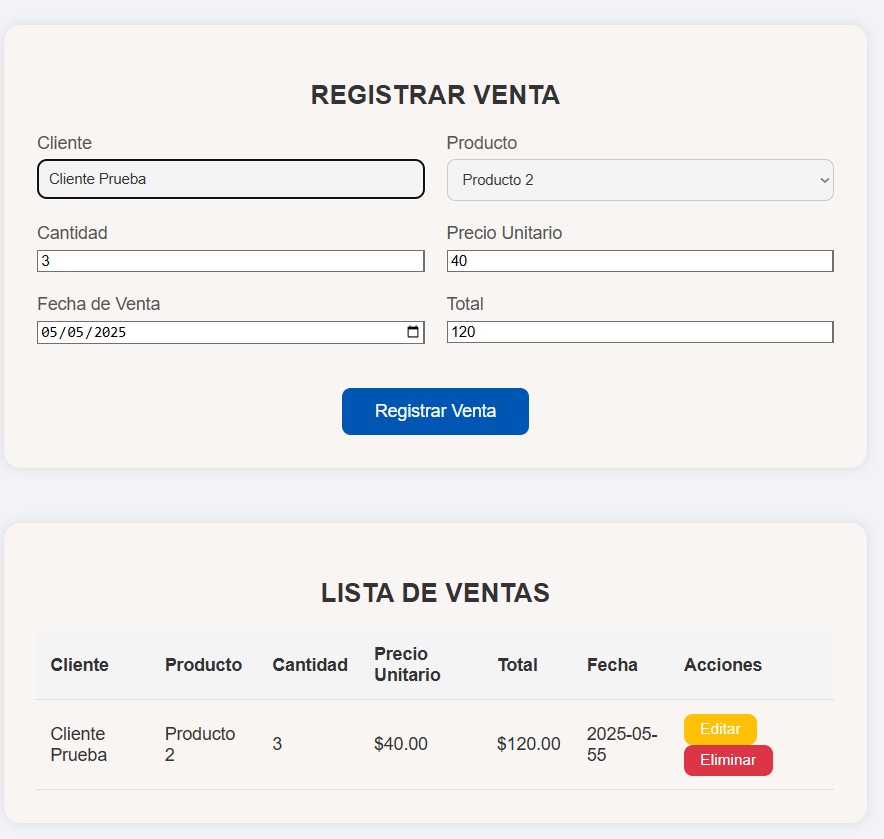 REGISTRAR VENTA
Cliente Producto
Cliente Prueba Producto 2
Cantidad Precio Unitario
3 40
Fecha de Venta Total
05/05/2025 120
Registrar Venta
LISTA DE VENTAS
Cliente Producto Cantidad Precio Unitario Total Fecha Acciones
Cliente Prueba Producto 2 3 $40.00 $120.00 2025-05-55 Editar
Eliminar